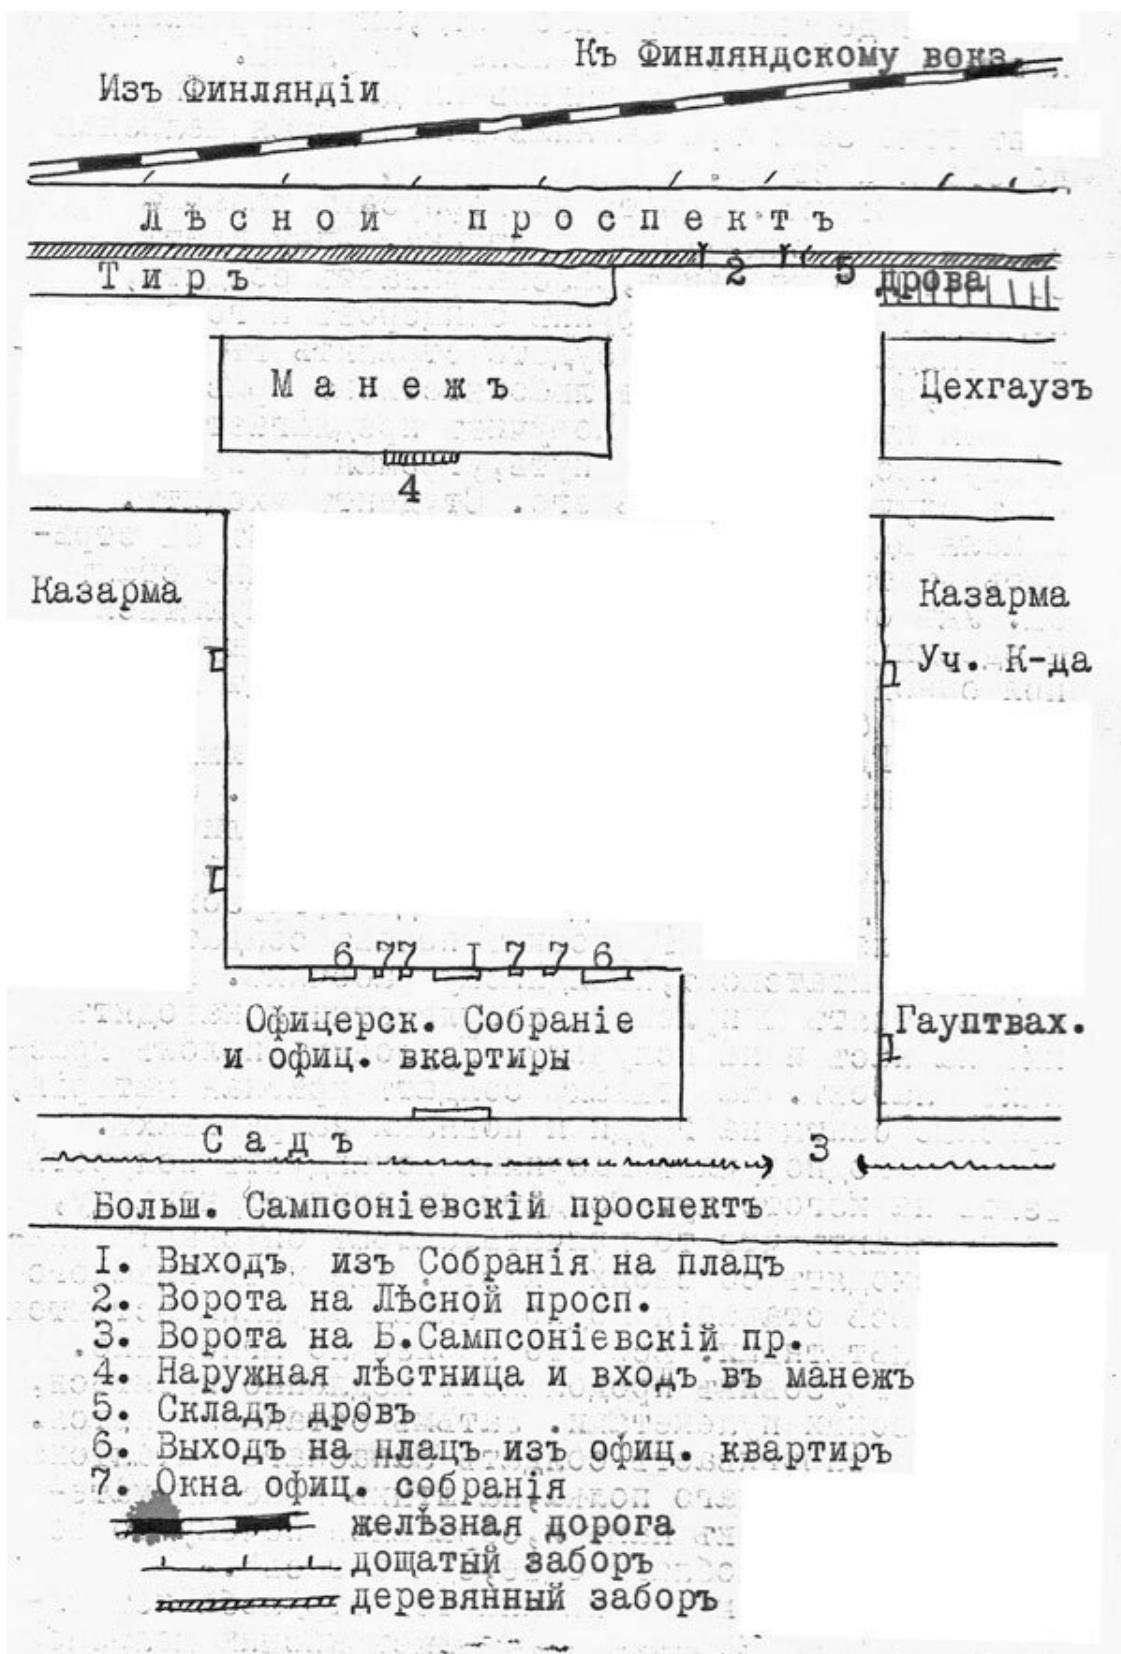 Къ Финляндскому вокз.
Изъ Финляндіи
Лѣсной проспектъ
2 5
Тиръ дрова
Манежъ Цехгаузъ
4
Казарма Казарма
Уч. К-да
6 77 I 7 7 6
Офицерск. Собраніе Гауптвах.
и офиц. вкартиры
Садъ 3
Больш. Сампсоніевскій проспектъ
I. Выходъ изъ Собранія на плацъ
2. Ворота на Лѣсной просп.
3. Ворота на Б.Сампсоніевскій пр.
4. Наружная лѣстница и входъ въ манежъ
5. Складъ дровъ
6. Выходъ на плацъ изъ офиц. квартиръ
7. Окна офиц. собранія
желѣзная дорога
дощатый заборъ
деревянный заборъ